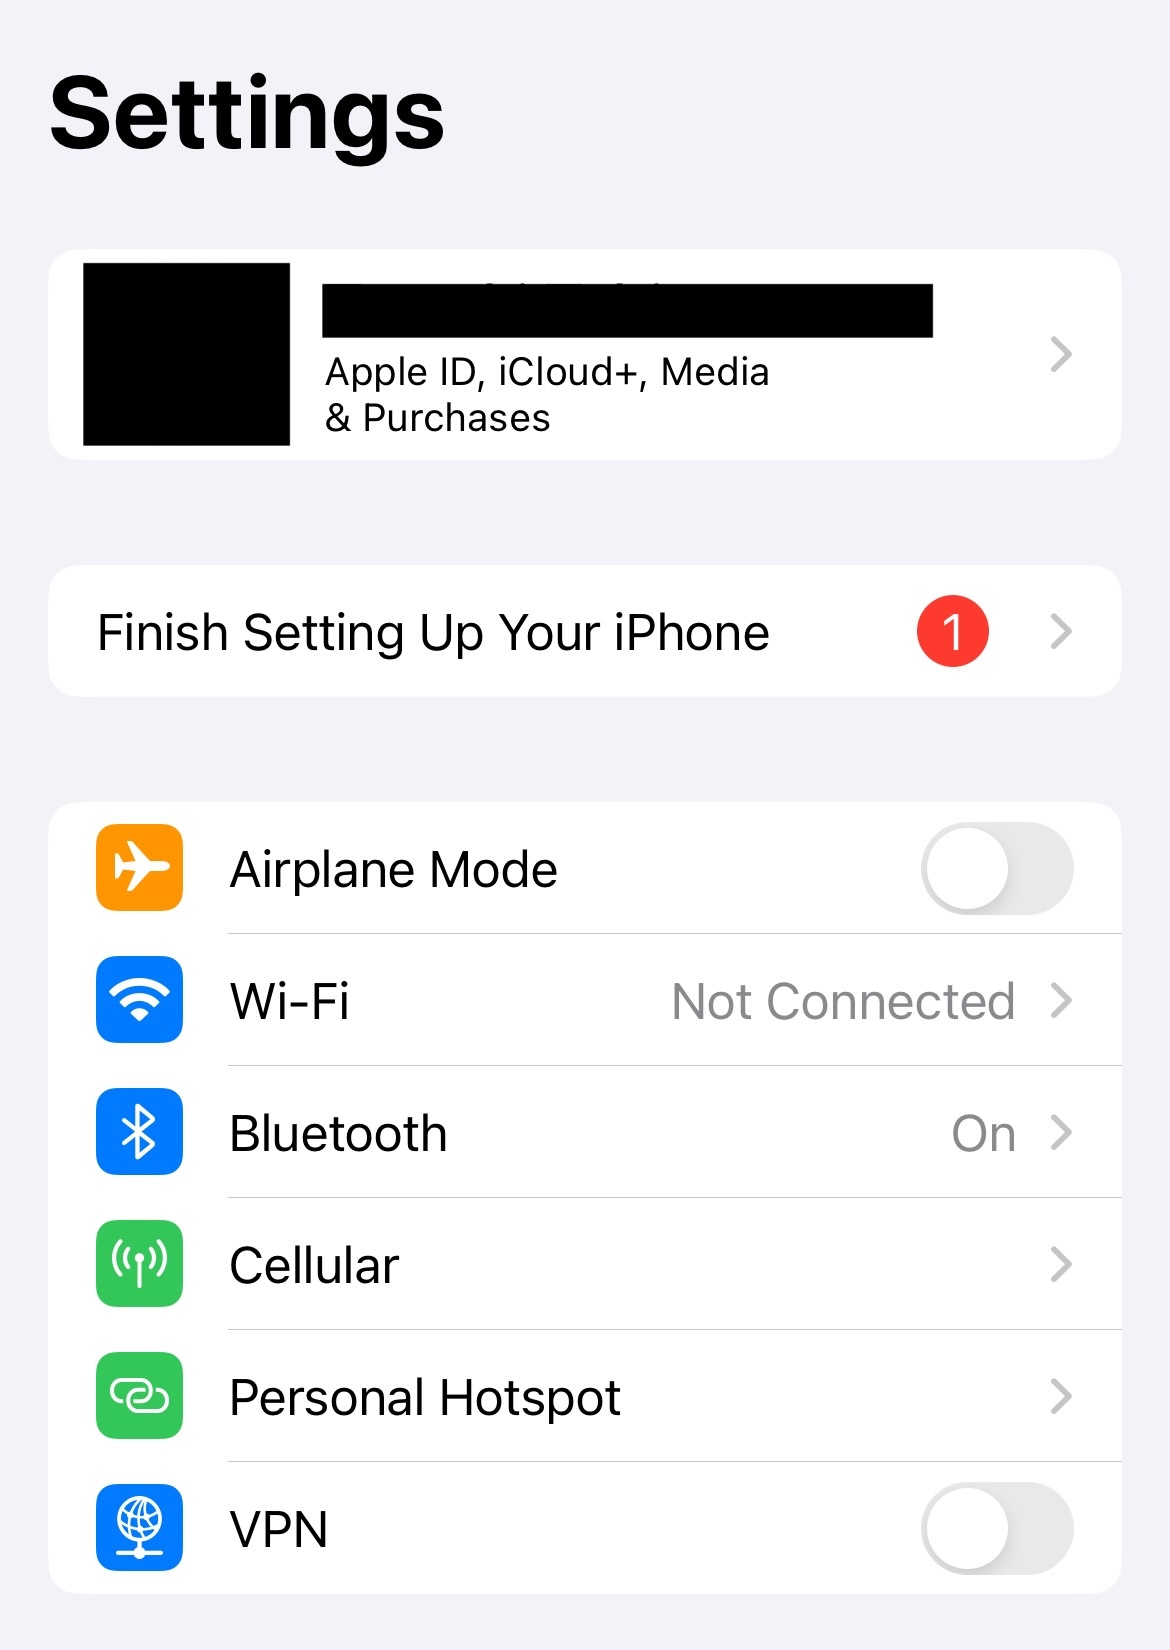 Settings
Apple ID, iCloud+, Media
& Purchases
Finish Setting Up Your iPhone 1
Airplane Mode
Wi-Fi Not Connected
Bluetooth On
Cellular
Personal Hotspot
VPN